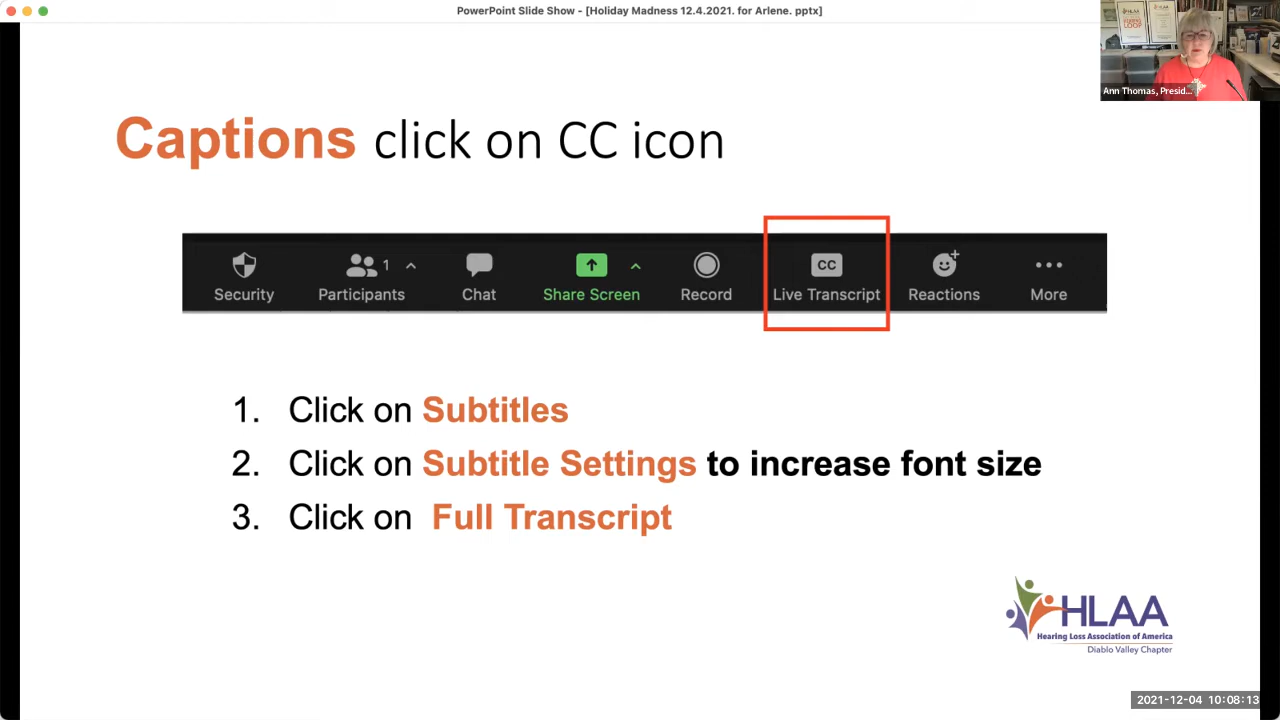 PowerPoint Slide Show - [Holiday Madness 12.4.2021. for Arlene. pptx]
Ann Thomas, Presid...
Captions click on CC icon
1
CC
Security Participants Chat Share Screen Record Live Transcript Reactions More
1. Click on Subtitles
2. Click on Subtitle Settings to increase font size
3. Click on Full Transcript
HLAA
Hearing Loss Association of America
Diablo Valley Chapter
2021-12-04 10:08:13